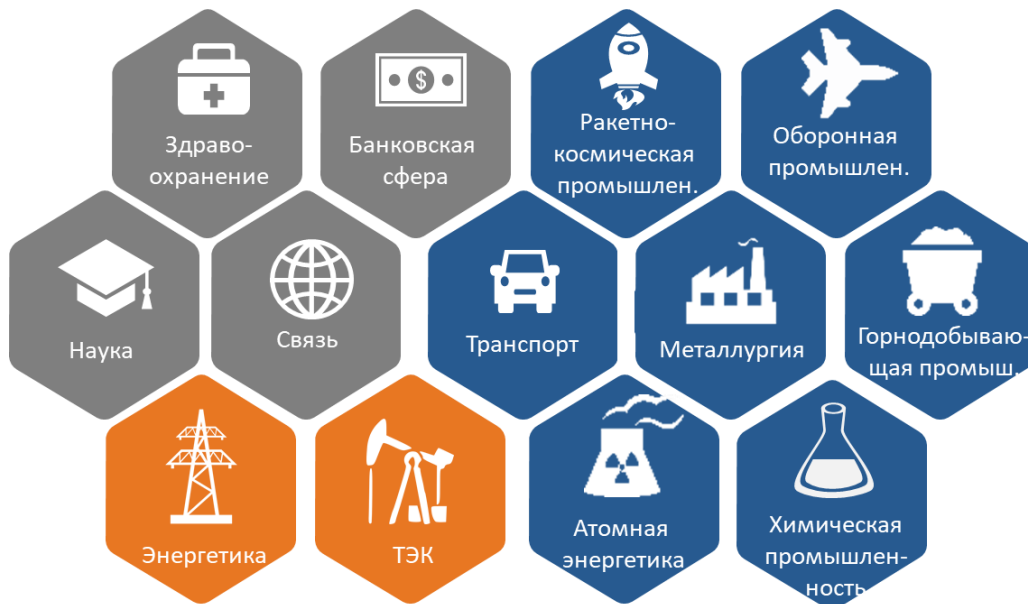 Здраво-
охранение
Банковская
сфера
Ракетно-
космическая
промышлен.
Оборонная
промышлен.
Наука
Связь
Транспорт
Металлургия
Горнодобываю-
щая промыш.
Энергетика
ТЭК
Атомная
энергетика
Химическая
промышлен-
ность